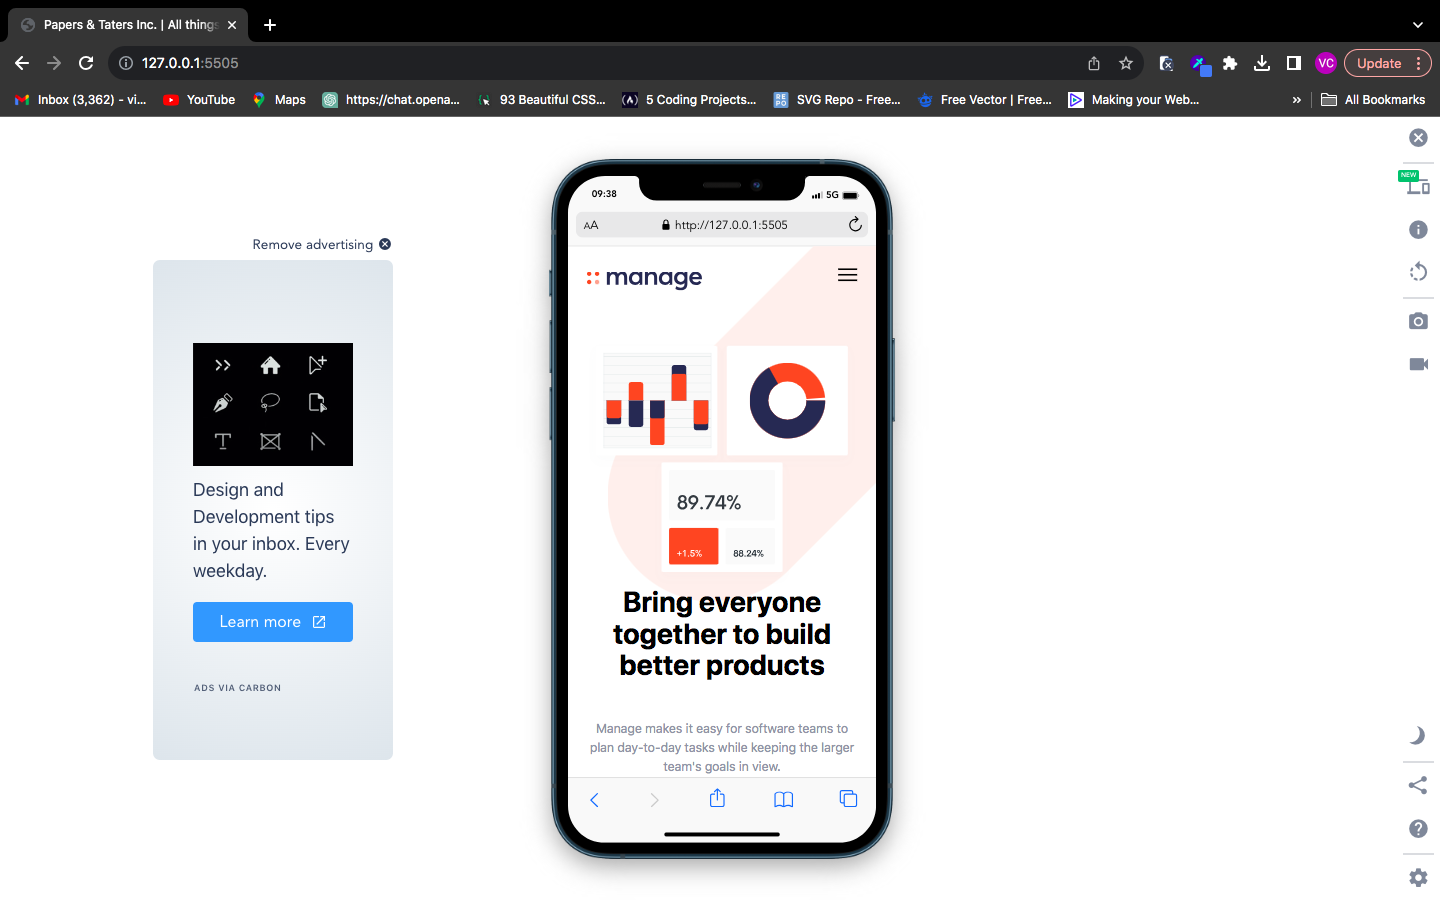 Papers & Taters Inc. | All things
127.0.0.1:5505
VC
Update
Inbox (3,362) - vi...
YouTube
Maps
https://chat.opena...
93 Beautiful CSS...
5 Coding Projects...
REPO
SVG Repo - Free...
Free Vector | Free...
Making your Web...
»
All Bookmarks
NEW
Remove advertising
T
Design and
Development tips
in your inbox. Every
weekday.
Learn more
ADS VIA CARBON
09:38
5G
AA
http://127.0.0.1:5505
manage
89.74%
+1.5%
88.24%
Bring everyone
together to build
better products
Manage makes it easy for software teams to
plan day-to-day tasks while keeping the larger
team's goals in view.